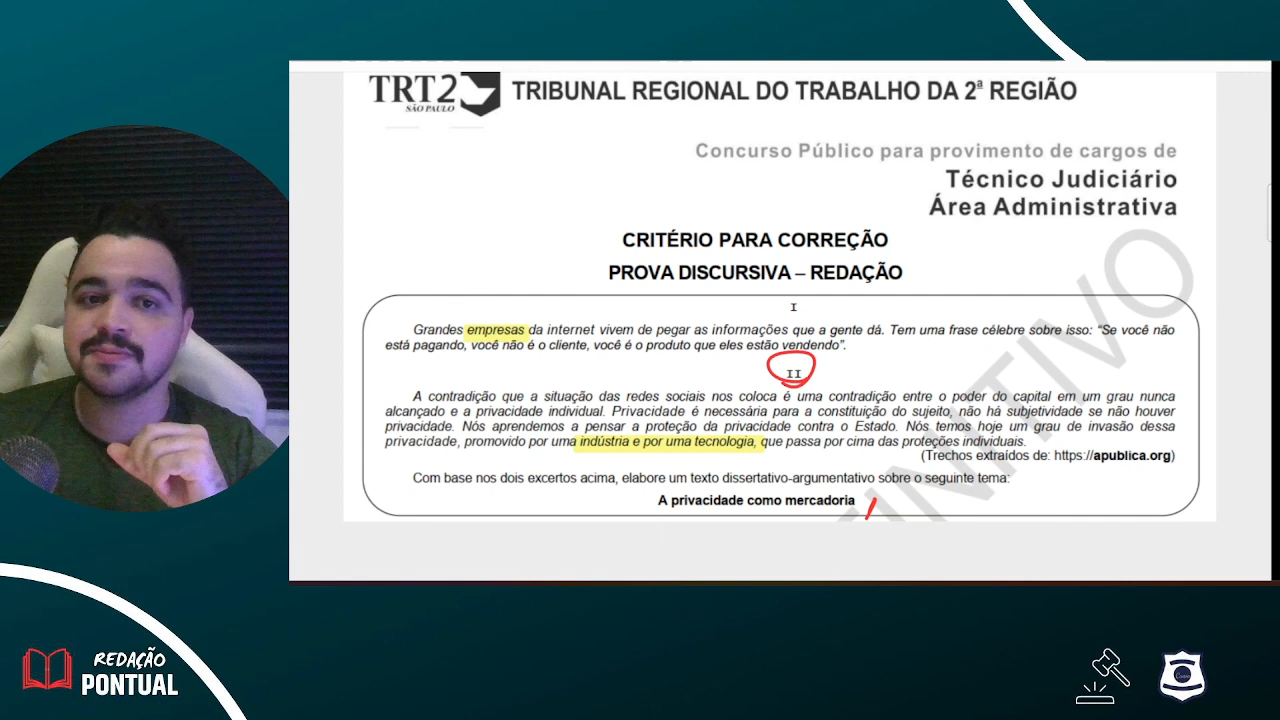 TRT2
SÃO PAULO
TRIBUNAL REGIONAL DO TRABALHO DA 2ª REGIÃO
Concurso Público para provimento de cargos de
Técnico Judiciário
Área Administrativa
CRITÉRIO PARA CORREÇÃO
PROVA DISCURSIVA – REDAÇÃO
I
Grandes empresas da internet vivem de pegar as informações que a gente dá. Tem uma frase célebre sobre isso: “Se você não
está pagando, você não é o cliente, você é o produto que eles estão vendendo”.
II
A contradição que a situação das redes sociais nos coloca é uma contradição entre o poder do capital em um grau nunca
alcançado e a privacidade individual. Privacidade é necessária para a constituição do sujeito, não há subjetividade se não houver
privacidade. Nós aprendemos a pensar a proteção da privacidade contra o Estado. Nós temos hoje um grau de invasão dessa
privacidade, promovido por uma indústria e por uma tecnologia, que passa por cima das proteções individuais.
(Trechos extraídos de: https://apublica.org)
Com base nos dois excertos acima, elabore um texto dissertativo-argumentativo sobre o seguinte tema:
A privacidade como mercadoria
FINITIVO
REDAÇÃO
PONTUAL